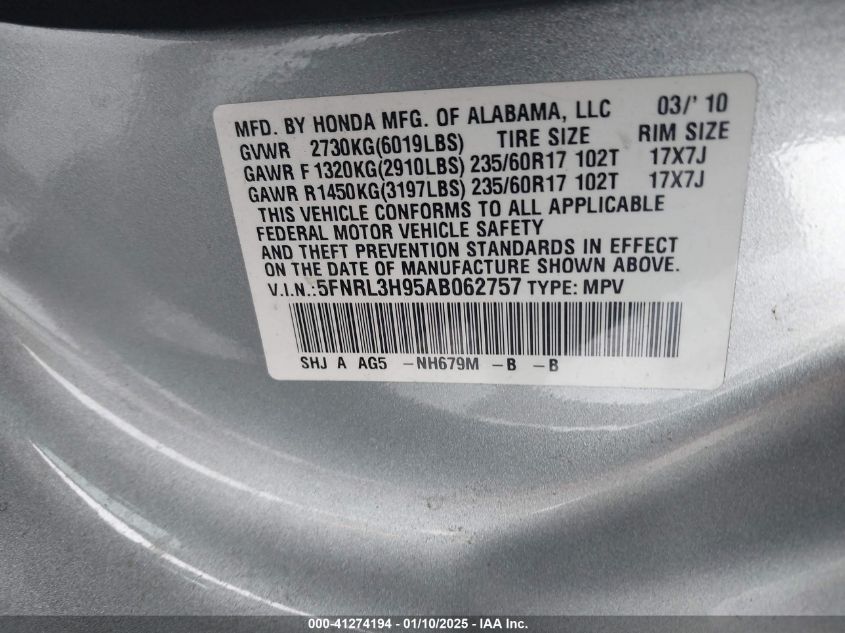 MFD. BY HONDA MFG. OF ALABAMA, LLC 03/'10
GVWR 2730KG(6019LBS) TIRE SIZE RIM SIZE
GAWR F 1320KG(2910LBS) 235/60R17 102T 17X7J
GAWR R1450KG(3197LBS) 235/60R17 102T 17X7J
THIS VEHICLE CONFORMS TO ALL APPLICABLE
FEDERAL MOTOR VEHICLE SAFETY
AND THEFT PREVENTION STANDARDS IN EFFECT
ON THE DATE OF MANUFACTURE SHOWN ABOVE.
V.I.N.:5FNRL3H95AB062757 TYPE: MPV
SHJ A AG5 -NH679M -B -B
000-41274194 - 01/10/2025 - IAA Inc.